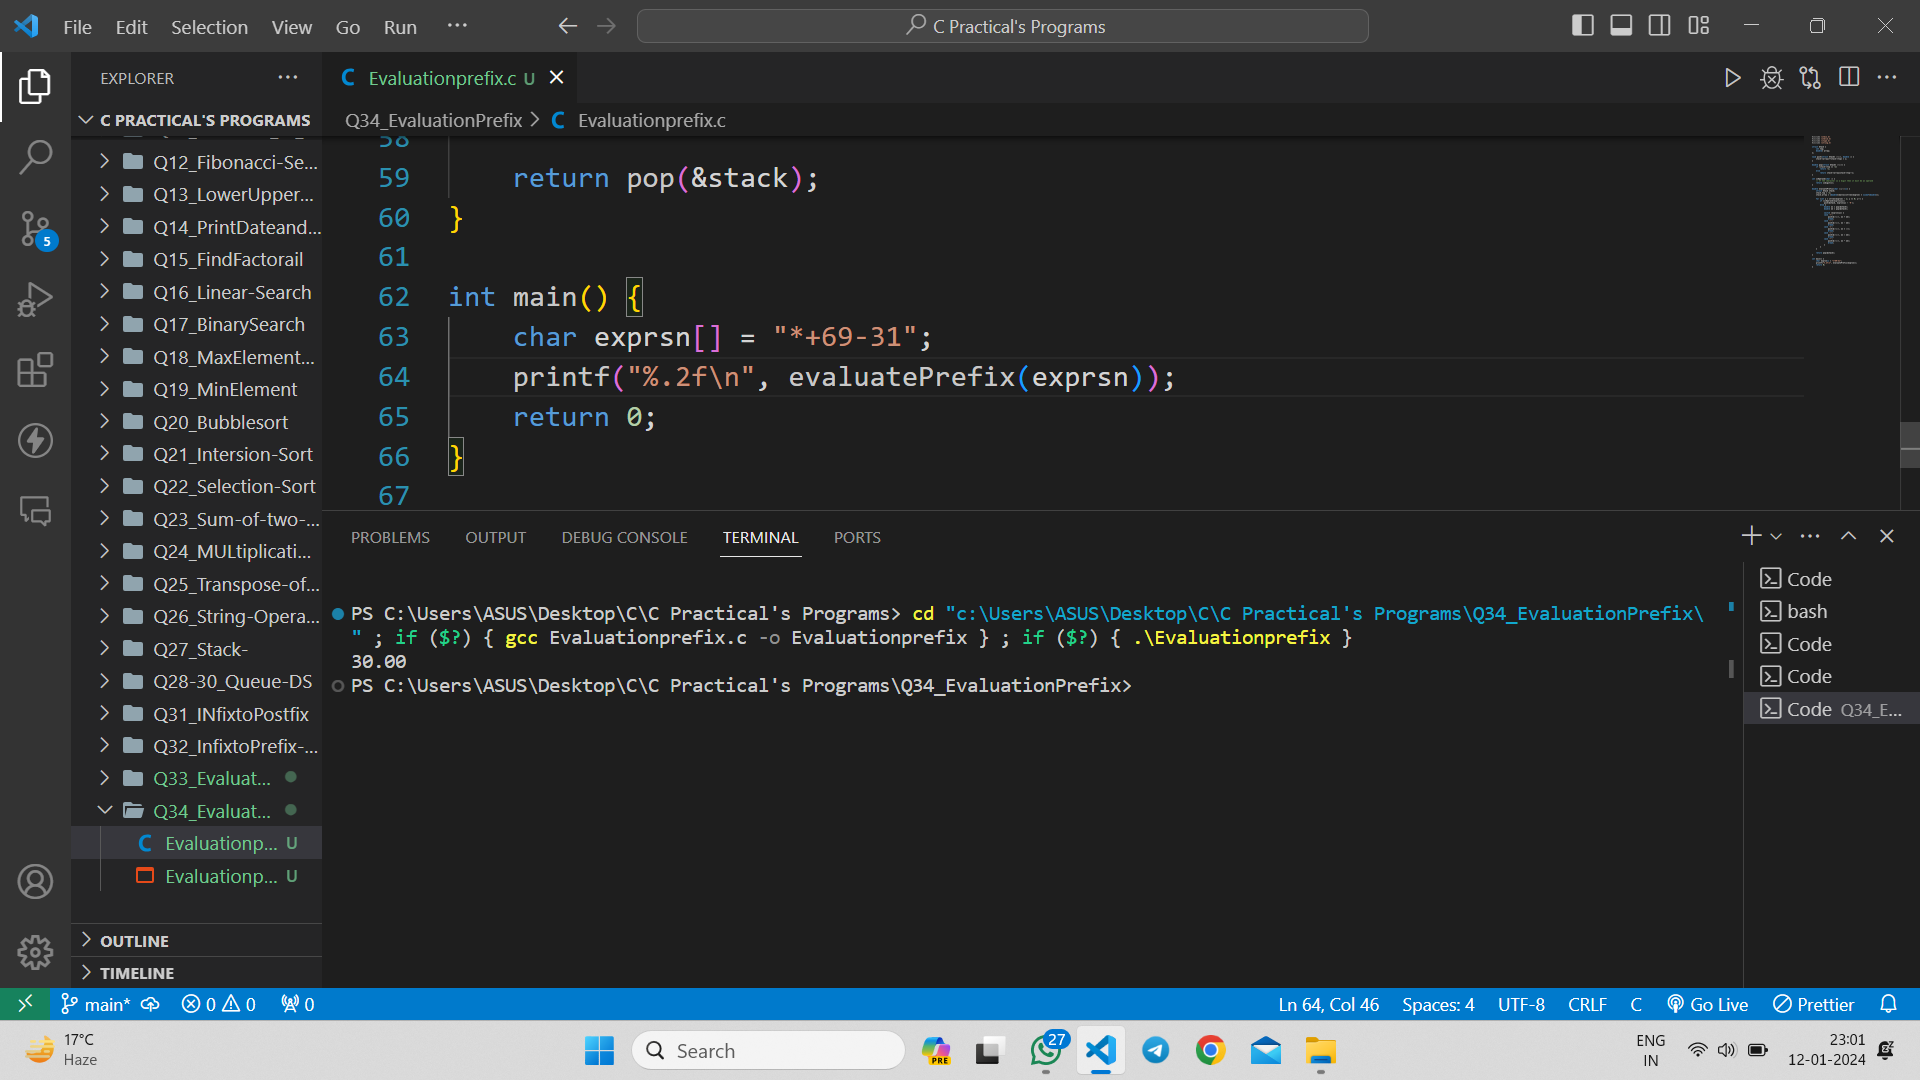 File Edit Selection View Go Run ···
C Practical's Programs
EXPLORER ···
C PRACTICAL'S PROGRAMS
Q12_Fibonacci-Se...
Q13_LowerUpper...
Q14_PrintDateand...
Q15_FindFactorail
Q16_Linear-Search
Q17_BinarySearch
Q18_MaxElement...
Q19_MinElement
Q20_Bubblesort
Q21_Intersion-Sort
Q22_Selection-Sort
Q23_Sum-of-two-...
Q24_MULtiplicati...
Q25_Transpose-of...
Q26_String-Opera...
Q27_Stack-
Q28-30_Queue-DS
Q31_INfixtoPostfix
Q32_InfixtoPrefix-...
Q33_Evaluat...
Q34_Evaluat...
C Evaluationp... U
Evaluationp... U
OUTLINE
TIMELINE
5
C Evaluationprefix.c U
Q34_EvaluationPrefix > C Evaluationprefix.c
58
59 return pop(&stack);
60 }
61
62 int main() {
63 char exprsn[] = "*+69-31";
64 printf("%.2f\n", evaluatePrefix(exprsn));
65 return 0;
66 }
67
PROBLEMS OUTPUT DEBUG CONSOLE TERMINAL PORTS
PS C:\Users\ASUS\Desktop\C\C Practical's Programs> cd "c:\Users\ASUS\Desktop\C\C Practical's Programs\Q34_EvaluationPrefix\
" ; if ($?) { gcc Evaluationprefix.c -o Evaluationprefix } ; if ($?) { .\Evaluationprefix }
30.00
PS C:\Users\ASUS\Desktop\C\C Practical's Programs\Q34_EvaluationPrefix>
Code
bash
Code
Code
Code Q34_E...
main* 0 0 0
Ln 64, Col 46 Spaces: 4 UTF-8 CRLF C Go Live Prettier
17°C
Haze
Search
PRE
27
ENG
IN
23:01
12-01-2024